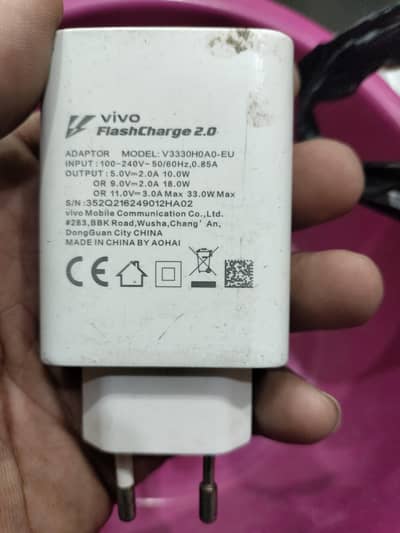 vivo
FlashCharge 2.0
ADAPTOR MODEL: V3330H0A0-EU
INPUT: 100-240V~50/60Hz,0.85A
OUTPUT: 5.0V⎓2.0A 10.0W
OR 9.0V⎓2.0A 18.0W
OR 11.0V⎓3.0A Max 33.0W Max
S/N: 352Q216249012HA02
vivo Mobile Communication Co.,Ltd.
#283,BBK Road,Wusha,Chang'An,
DongGuan City CHINA
MADE IN CHINA BY AOHAI
CE